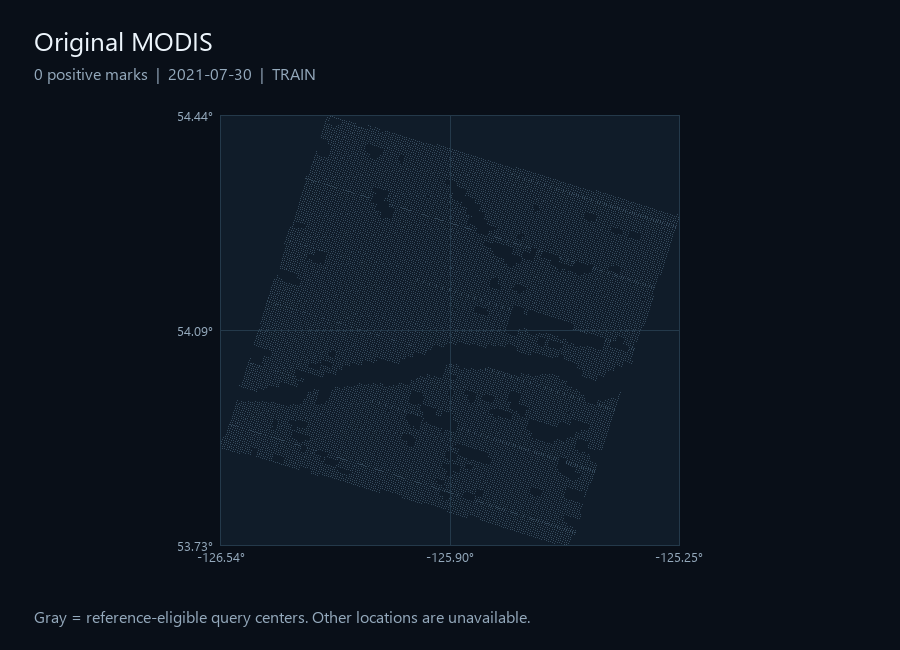 Original MODIS
0 positive marks | 2021-07-30 | TRAIN
54.44°
54.09°
53.73°
-126.54°
-125.90°
-125.25°
Gray = reference-eligible query centers. Other locations are unavailable.